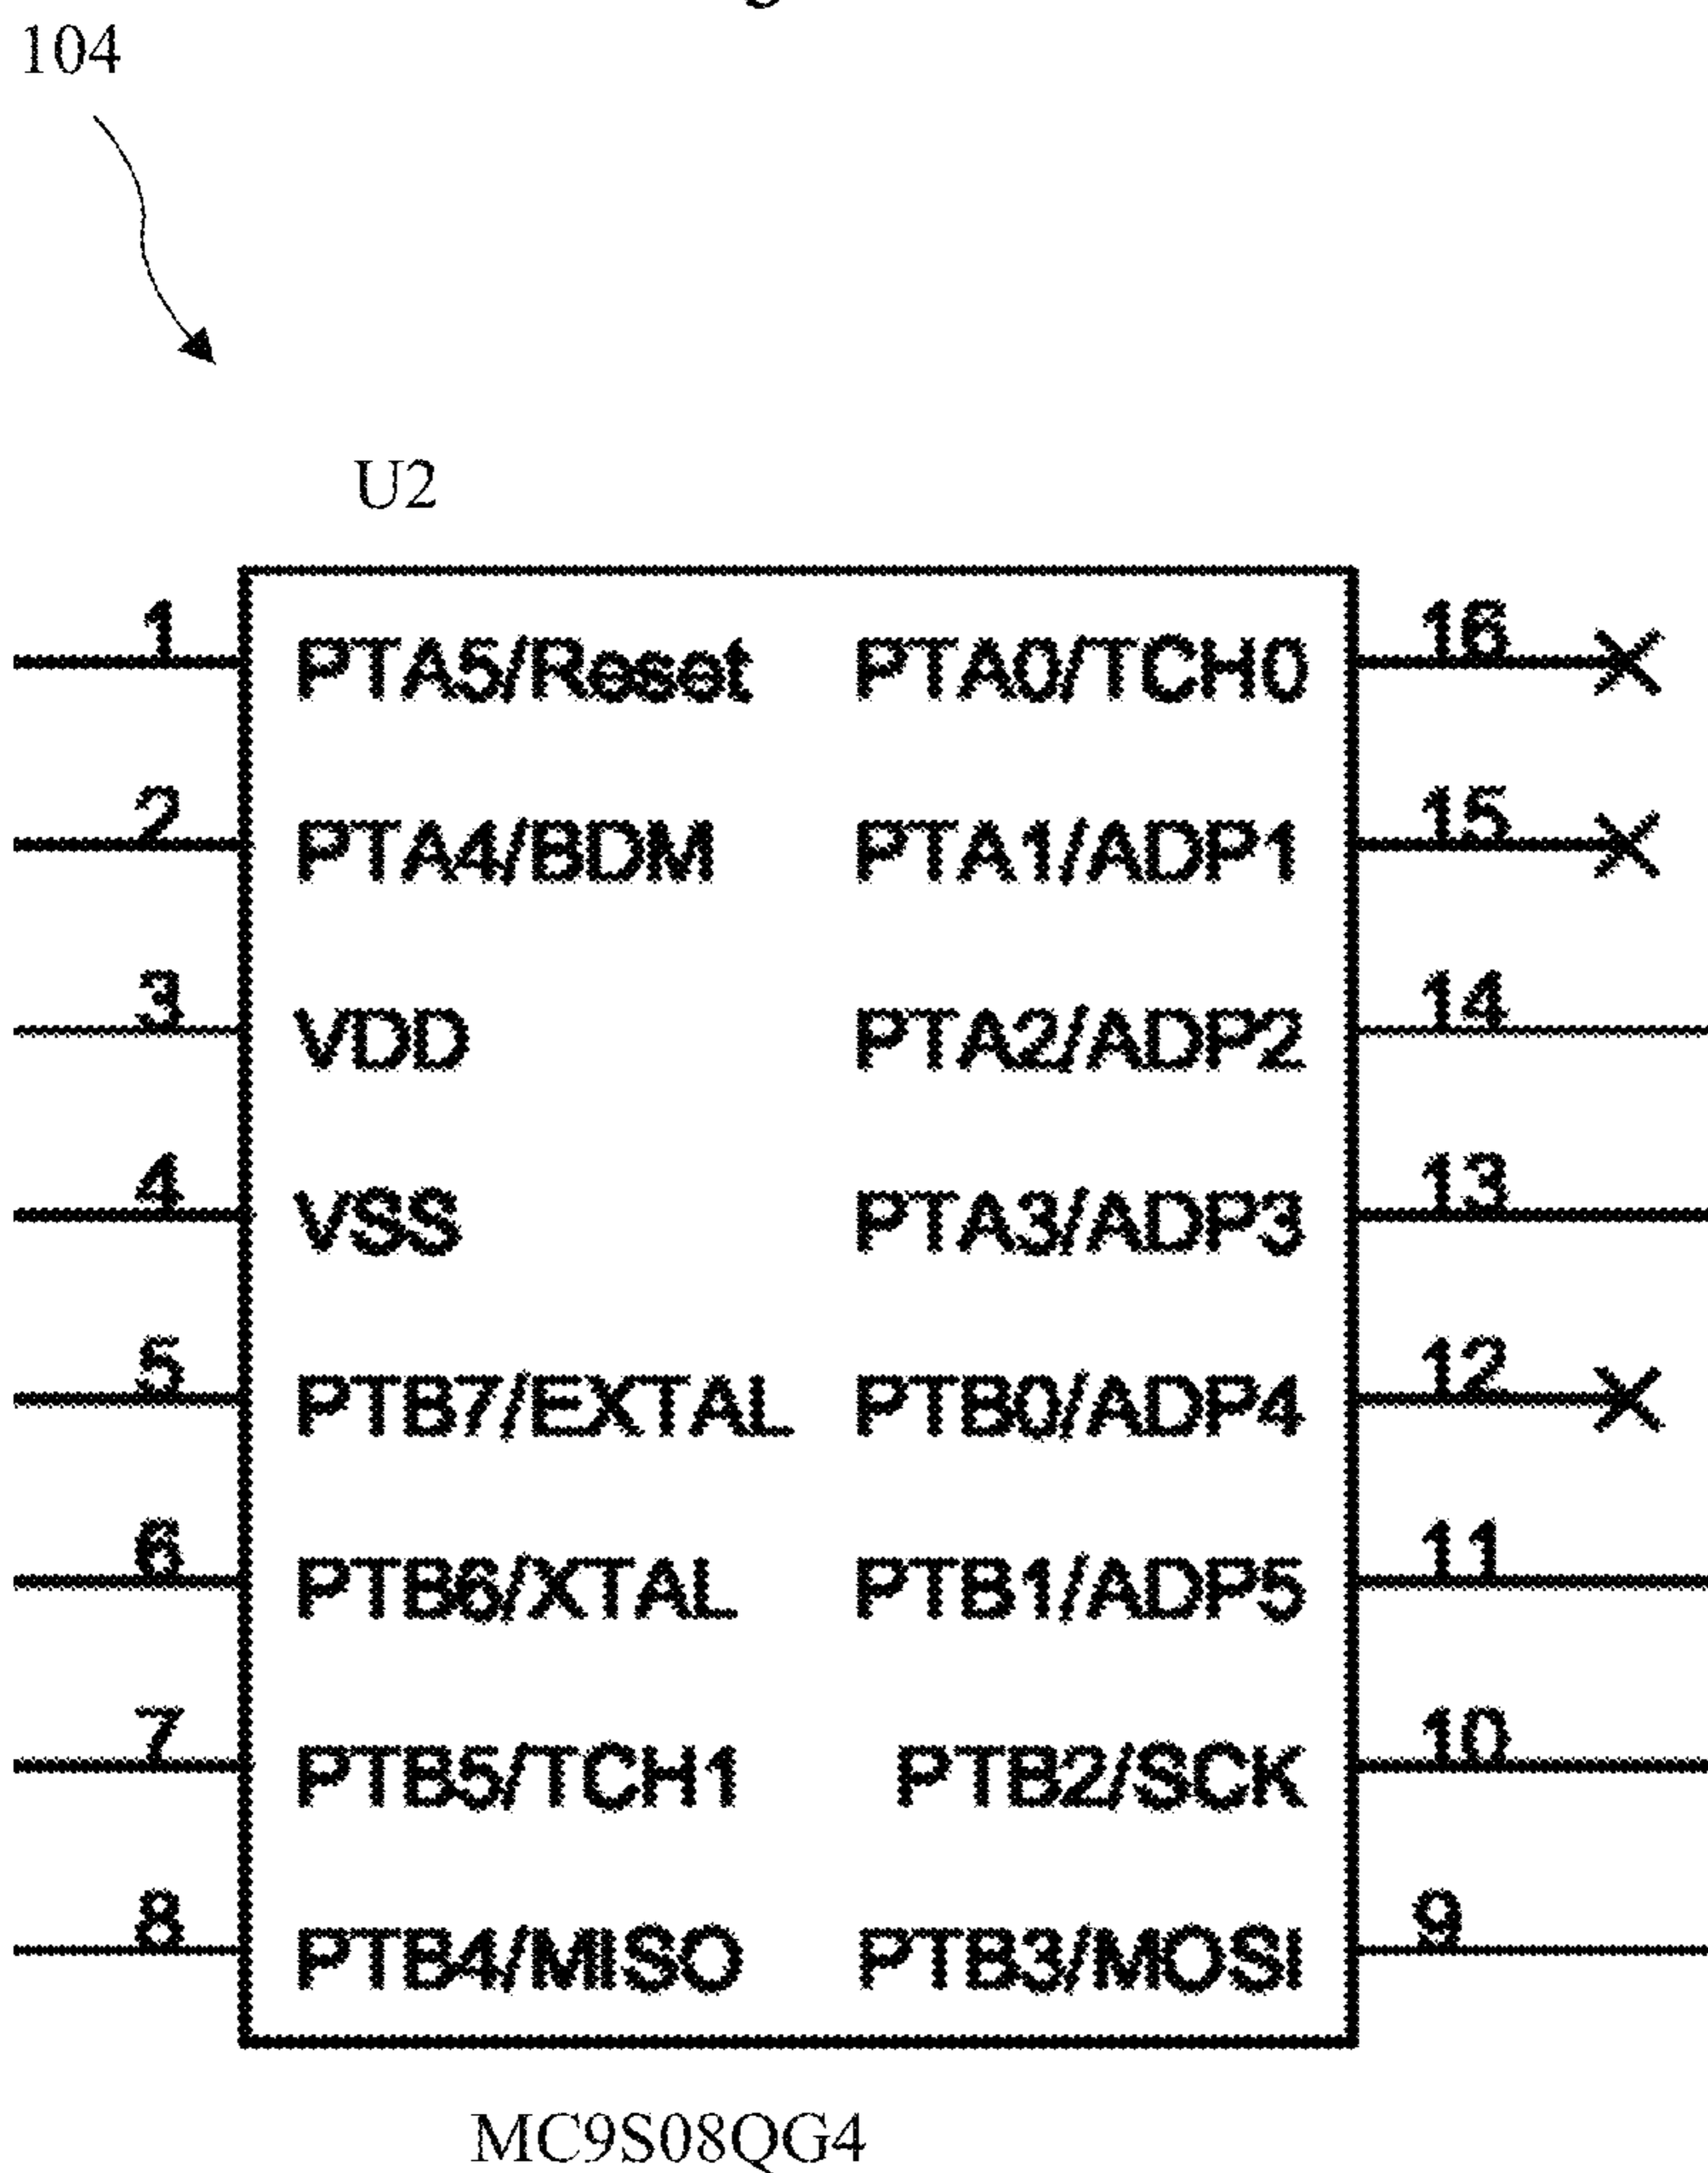 104
U2
1 PTA5/Reset PTA0/TCH0 16
2 PTA4/BDM PTA1/ADP1 15
3 VDD PTA2/ADP2 14
4 VSS PTA3/ADP3 13
5 PTB7/EXTAL PTB0/ADP4 12
6 PTB6/XTAL PTB1/ADP5 11
7 PTB5/TCH1 PTB2/SCK 10
8 PTB4/MISO PTB3/MOSI 9
MC9S08QG4